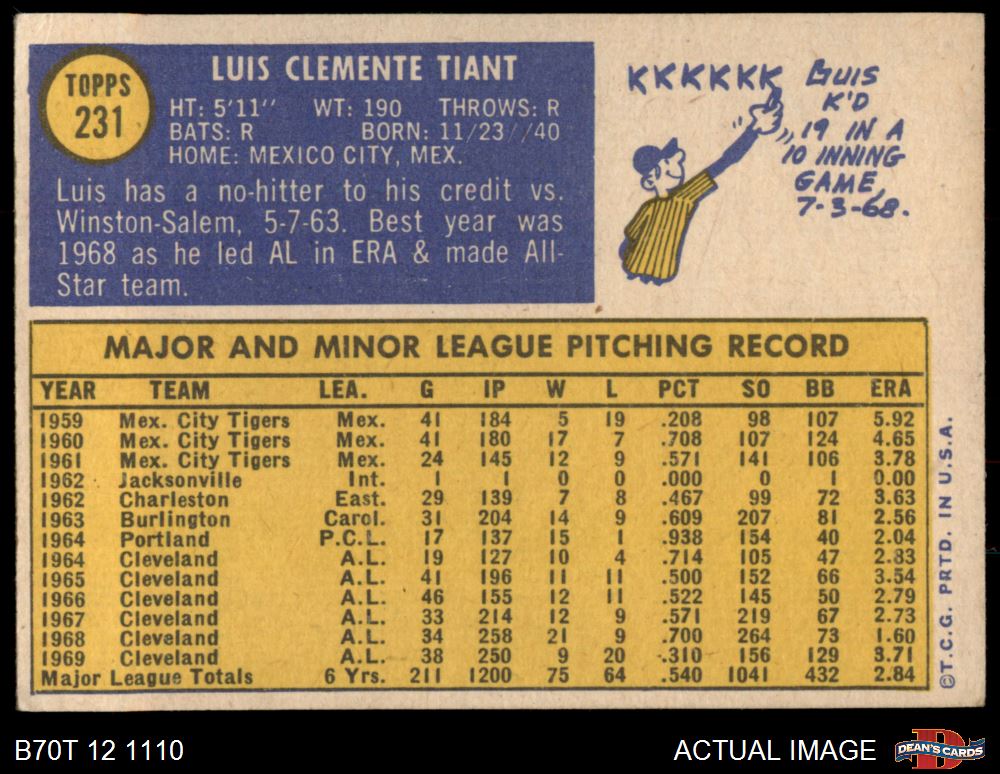 TOPPS
231
LUIS CLEMENTE TIANT
HT: 5'11" WT: 190 THROWS: R
BATS: R BORN: 11/23//40
HOME: MEXICO CITY, MEX.
Luis has a no-hitter to his credit vs.
Winston-Salem, 5-7-63. Best year was
1968 as he led AL in ERA & made All-
Star team.
KKKKKK LUIS
K'D
19 IN A
10 INNING
GAME,
7-3-68.
MAJOR AND MINOR LEAGUE PITCHING RECORD
YEAR TEAM LEA. G IP W L PCT SO BB ERA
1959 Mex. City Tigers Mex. 41 184 5 19 .208 98 107 5.92
1960 Mex. City Tigers Mex. 41 180 17 7 .708 107 124 4.65
1961 Mex. City Tigers Mex. 24 145 12 9 .571 141 106 3.78
1962 Jacksonville Int. 1 1 0 0 .000 0 1 0.00
1962 Charleston East. 29 139 7 8 .467 99 72 3.63
1963 Burlington Carol. 31 204 14 9 .609 207 81 2.56
1964 Portland P.C.L. 17 137 15 1 .938 154 40 2.04
1964 Cleveland A.L. 19 127 10 4 .714 105 47 2.83
1965 Cleveland A.L. 41 196 11 11 .500 152 66 3.54
1966 Cleveland A.L. 46 155 12 11 .522 145 50 2.79
1967 Cleveland A.L. 33 214 12 9 .571 219 67 2.73
1968 Cleveland A.L. 34 258 21 9 .700 264 73 1.60
1969 Cleveland A.L. 38 250 9 20 .310 156 129 3.71
Major League Totals 6 Yrs. 211 1200 75 64 .540 1041 432 2.84
©T.C.G. PRTD. IN U.S.A.
B70T 12 1110
ACTUAL IMAGE
DEAN'S CARDS